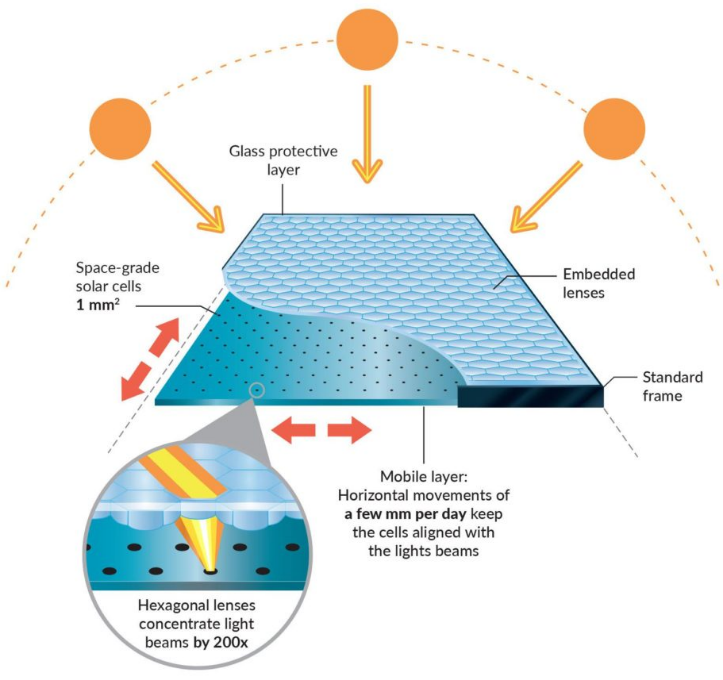 Glass protective
layer
Space-grade
solar cells
1 mm²
Embedded
lenses
Standard
frame
Mobile layer:
Horizontal movements of
a few mm per day keep
the cells aligned with
the lights beams
Hexagonal lenses
concentrate light
beams by 200x